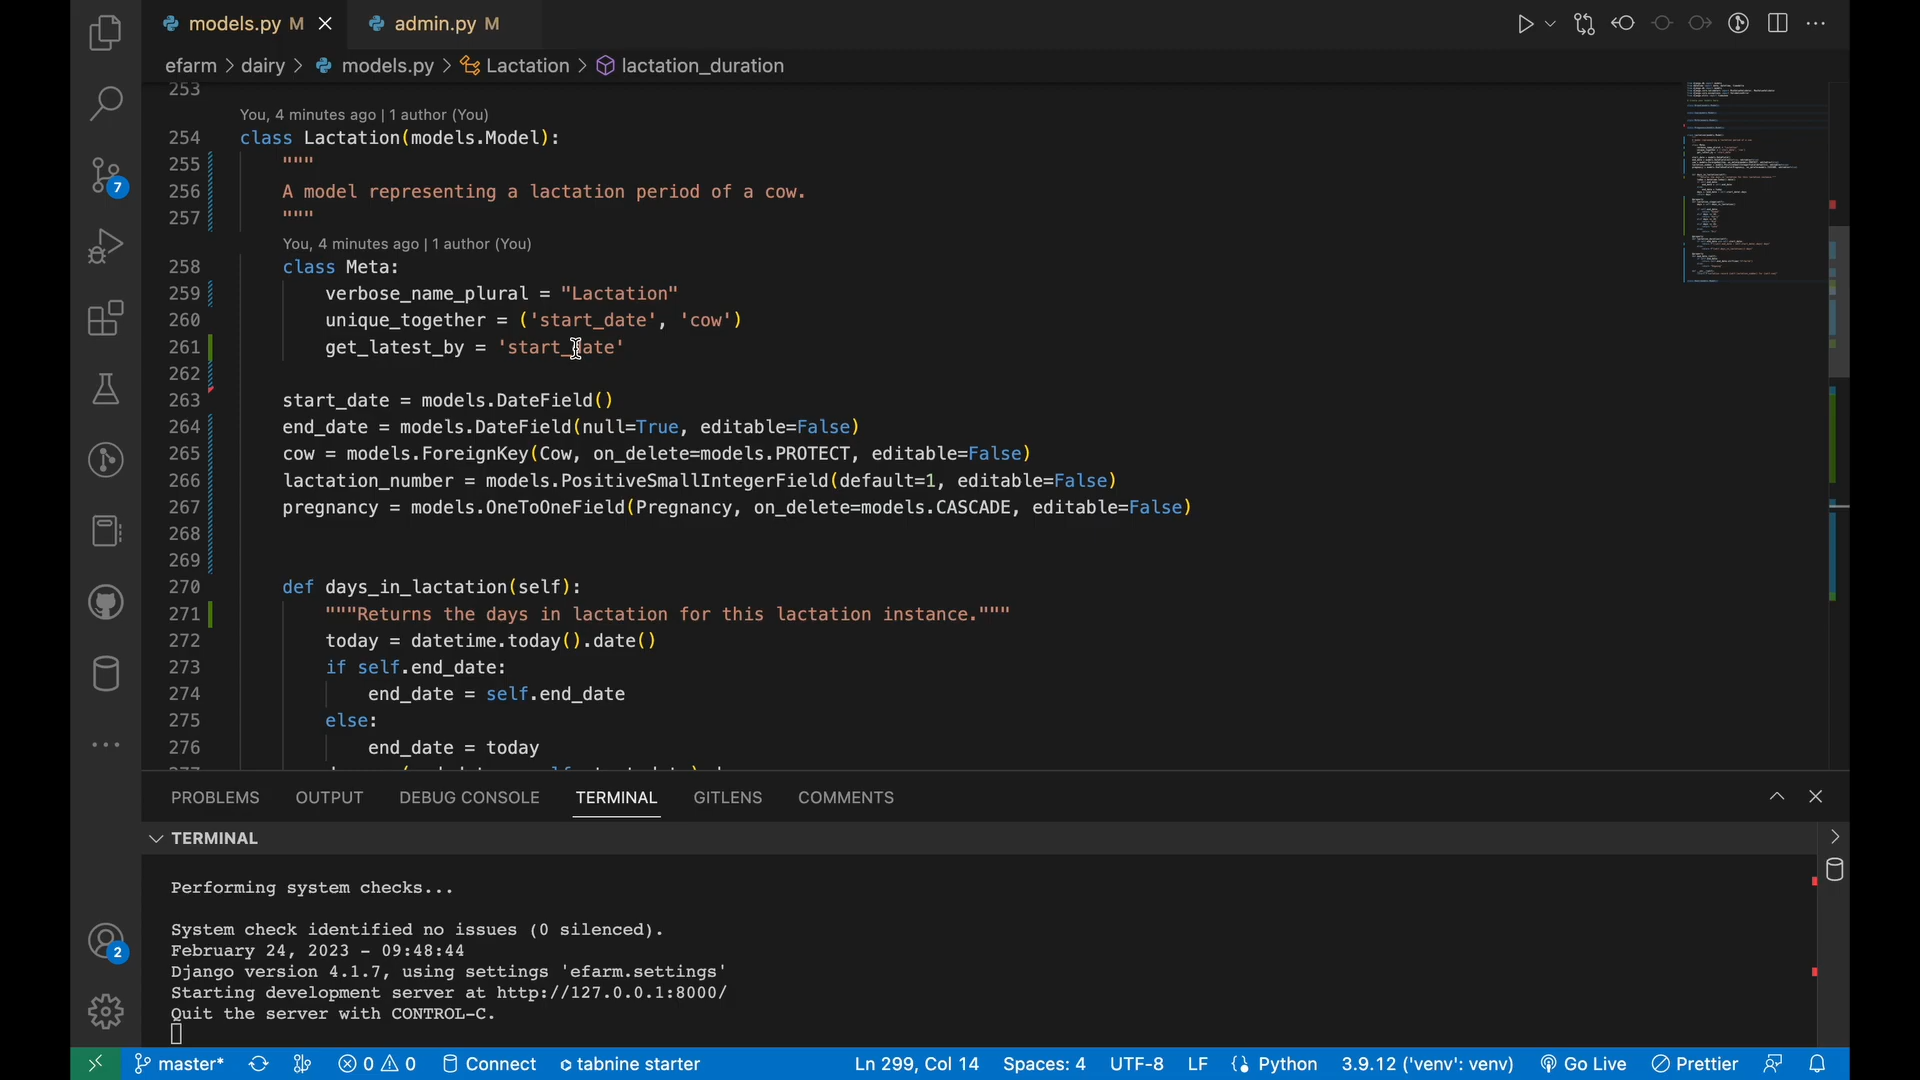 models.py M
admin.py M
efarm > dairy > models.py > Lactation > lactation_duration
253
You, 4 minutes ago | 1 author (You)
254 class Lactation(models.Model):
255 """
256 A model representing a lactation period of a cow.
257 """
You, 4 minutes ago | 1 author (You)
258 class Meta:
259 verbose_name_plural = "Lactation"
260 unique_together = ('start_date', 'cow')
261 get_latest_by = 'start_date'
262
263 start_date = models.DateField()
264 end_date = models.DateField(null=True, editable=False)
265 cow = models.ForeignKey(Cow, on_delete=models.PROTECT, editable=False)
266 lactation_number = models.PositiveSmallIntegerField(default=1, editable=False)
267 pregnancy = models.OneToOneField(Pregnancy, on_delete=models.CASCADE, editable=False)
268
269
270 def days_in_lactation(self):
271 """Returns the days in lactation for this lactation instance."""
272 today = datetime.today().date()
273 if self.end_date:
274 end_date = self.end_date
275 else:
276 end_date = today
7
PROBLEMS OUTPUT DEBUG CONSOLE TERMINAL GITLENS COMMENTS
TERMINAL
Performing system checks...
System check identified no issues (0 silenced).
February 24, 2023 - 09:48:44
Django version 4.1.7, using settings 'efarm.settings'
Starting development server at http://127.0.0.1:8000/
Quit the server with CONTROL-C.
2
master* 0 0 Connect tabnine starter Ln 299, Col 14 Spaces: 4 UTF-8 LF Python 3.9.12 ('venv': venv) Go Live Prettier